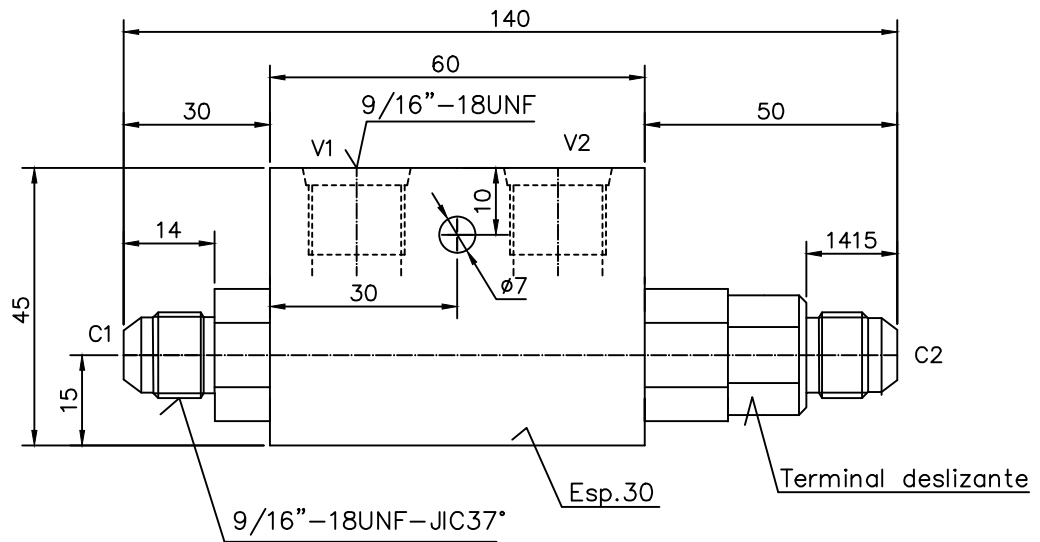 140
60
30
50
9/16”-18UNF
V1
V2
10
14
1415
ø7
30
45
C1
C2
15
Terminal deslizante
Esp.30
9/16”-18UNF-JIC37°